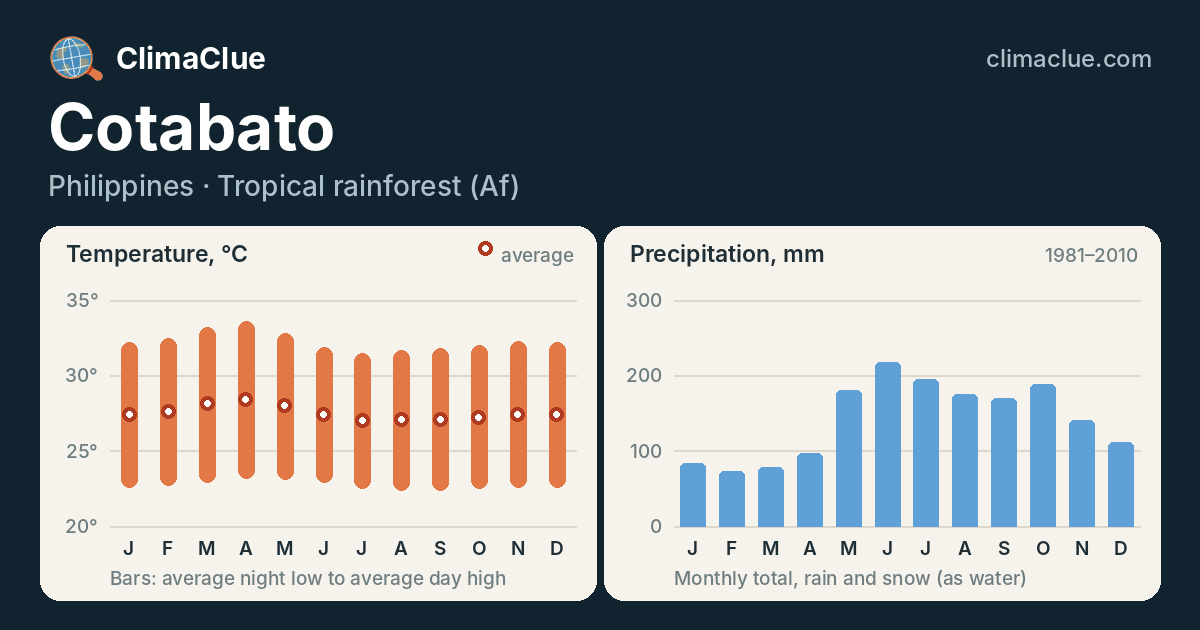 ClimaClue
climaclue.com
Cotabato
Philippines · Tropical rainforest (Af)
Temperature, °C
average
35°
30°
25°
20°
J F M A M J J A S O N D
Bars: average night low to average day high
Precipitation, mm
1981–2010
300
200
100
0
J F M A M J J A S O N D
Monthly total, rain and snow (as water)